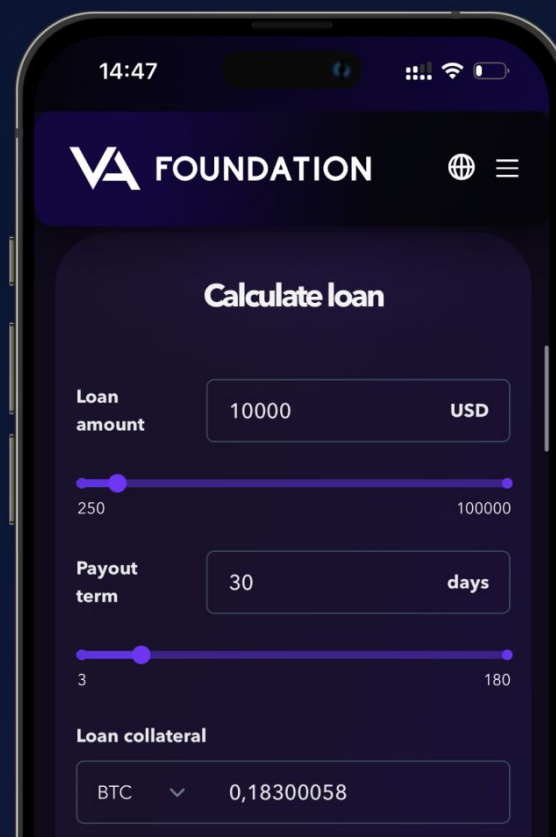 14:47
VA FOUNDATION
Calculate loan
Loan
amount
10000 USD
250 100000
Payout
term
30 days
3 180
Loan collateral
BTC 0,18300058